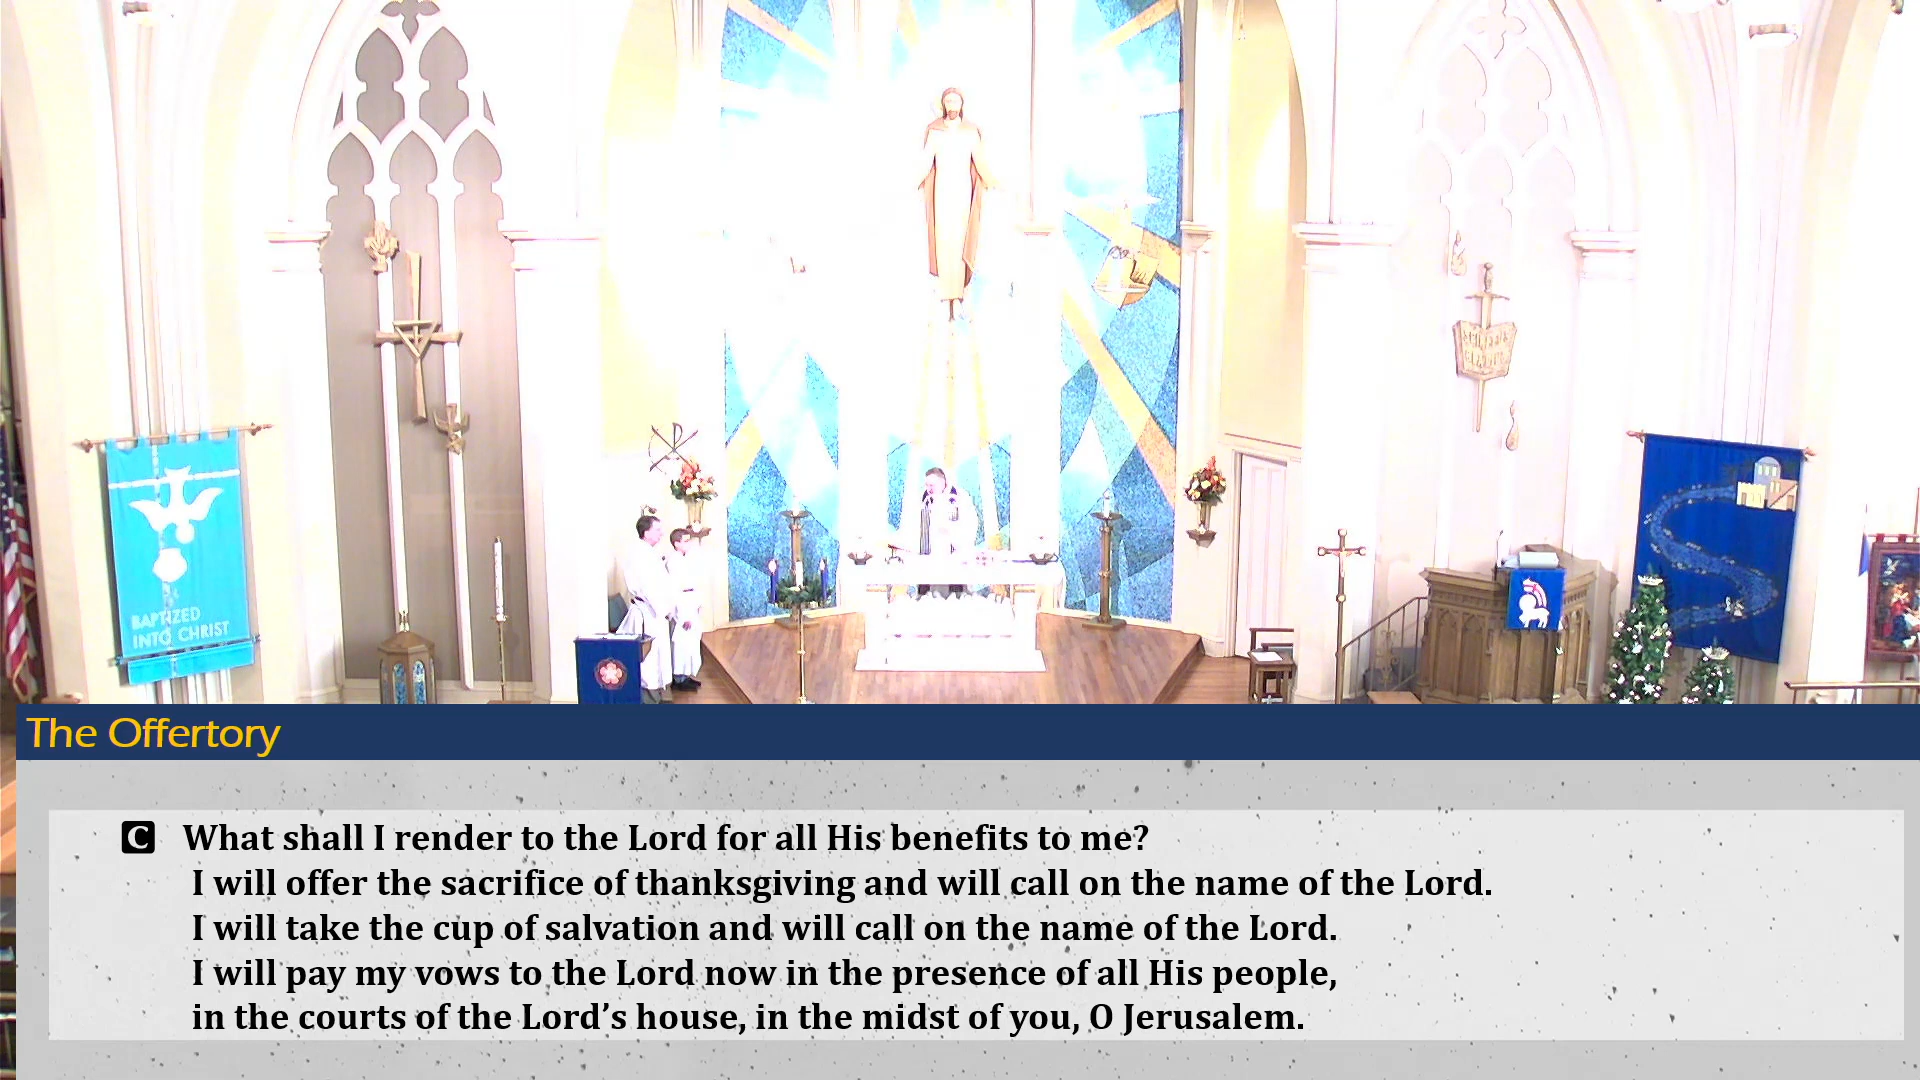 BAPTIZED
INTO CHRIST
The Offertory
C What shall I render to the Lord for all His benefits to me?
I will offer the sacrifice of thanksgiving and will call on the name of the Lord.
I will take the cup of salvation and will call on the name of the Lord.
I will pay my vows to the Lord now in the presence of all His people,
in the courts of the Lord’s house, in the midst of you, O Jerusalem.